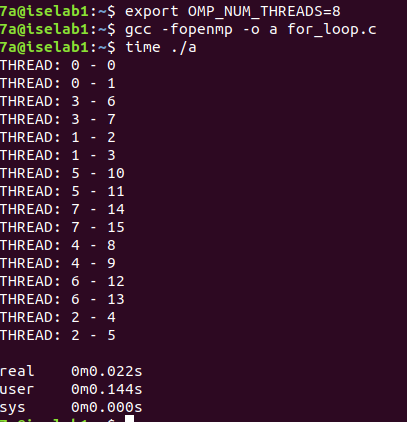 7a@iselab1:~$ export OMP_NUM_THREADS=8
7a@iselab1:~$ gcc -fopenmp -o a for_loop.c
7a@iselab1:~$ time ./a
THREAD: 0 - 0
THREAD: 0 - 1
THREAD: 3 - 6
THREAD: 3 - 7
THREAD: 1 - 2
THREAD: 1 - 3
THREAD: 5 - 10
THREAD: 5 - 11
THREAD: 7 - 14
THREAD: 7 - 15
THREAD: 4 - 8
THREAD: 4 - 9
THREAD: 6 - 12
THREAD: 6 - 13
THREAD: 2 - 4
THREAD: 2 - 5
real 0m0.022s
user 0m0.144s
sys 0m0.000s